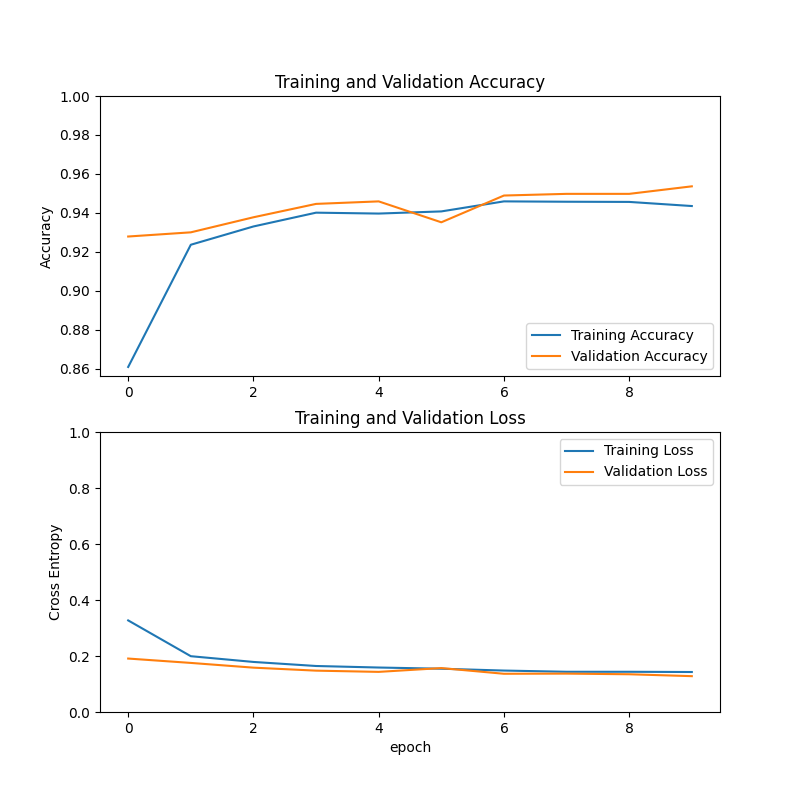 Training and Validation Accuracy
1.00
0.98
0.96
0.94
0.92
0.90
0.88
0.86
Accuracy
Training Accuracy
Validation Accuracy
0 2 4 6 8
Training and Validation Loss
1.0
0.8
0.6
0.4
0.2
0.0
Cross Entropy
Training Loss
Validation Loss
0 2 4 6 8
epoch